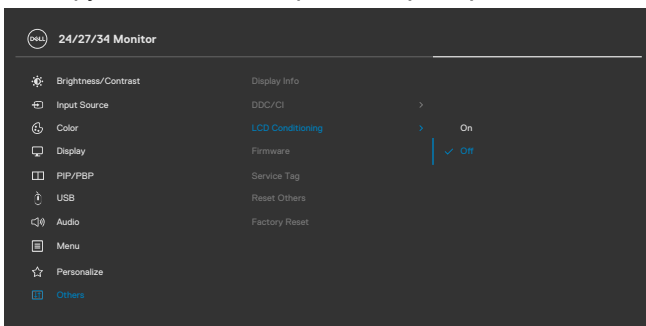 DELL 24/27/34 Monitor
Brightness/Contrast Display Info
Input Source DDC/CI
Color LCD Conditioning On
Display Firmware Off
PIP/PBP Service Tag
USB Reset Others
Audio Factory Reset
Menu
Personalize
Others